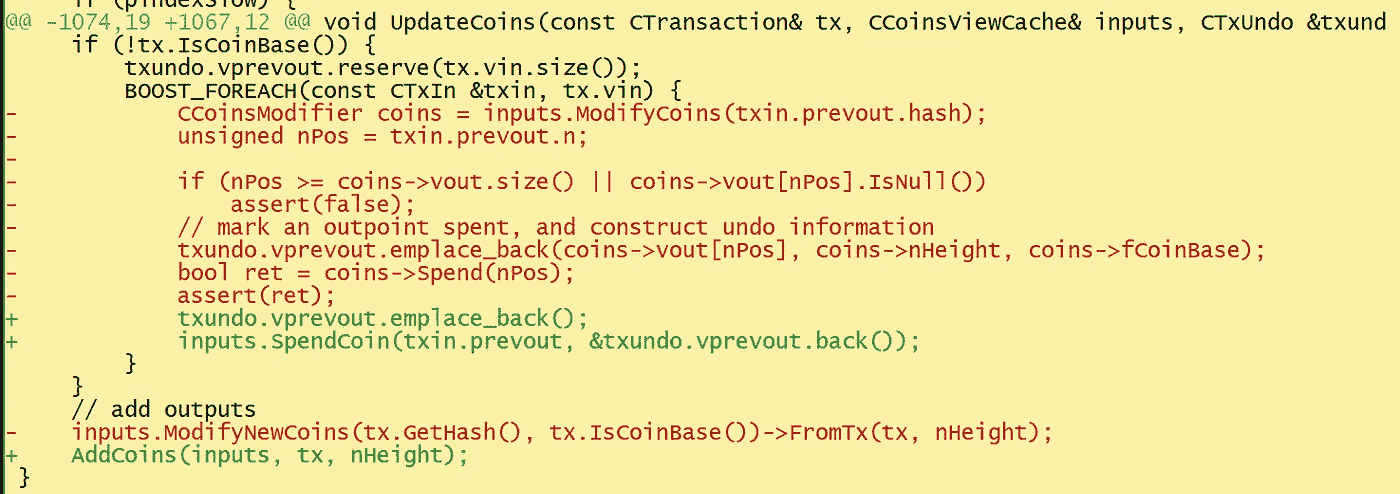 if (pindexSlow) {
@@ -1074,19 +1067,12 @@ void UpdateCoins(const CTransaction& tx, CCoinsViewCache& inputs, CTxUndo &txund
    if (!tx.IsCoinBase()) {
        txundo.vprevout.reserve(tx.vin.size());
        BOOST_FOREACH(const CTxIn &txin, tx.vin) {
-            CCoinsModifier coins = inputs.ModifyCoins(txin.prevout.hash);
-            unsigned nPos = txin.prevout.n;
-
-            if (nPos >= coins->vout.size() || coins->vout[nPos].IsNull())
-                assert(false);
-            // mark an outpoint spent, and construct undo information
-            txundo.vprevout.emplace_back(coins->vout[nPos], coins->nHeight, coins->fCoinBase);
-            bool ret = coins->Spend(nPos);
-            assert(ret);
+            txundo.vprevout.emplace_back();
+            inputs.SpendCoin(txin.prevout, &txundo.vprevout.back());
        }
    }
    // add outputs
-    inputs.ModifyNewCoins(tx.GetHash(), tx.IsCoinBase())->FromTx(tx, nHeight);
+    AddCoins(inputs, tx, nHeight);
}